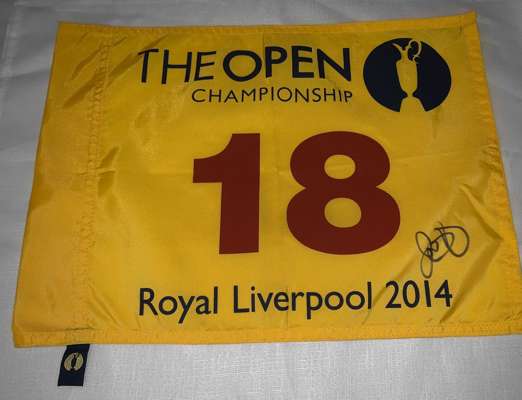 THE OPEN
CHAMPIONSHIP
18
Royal Liverpool 2014